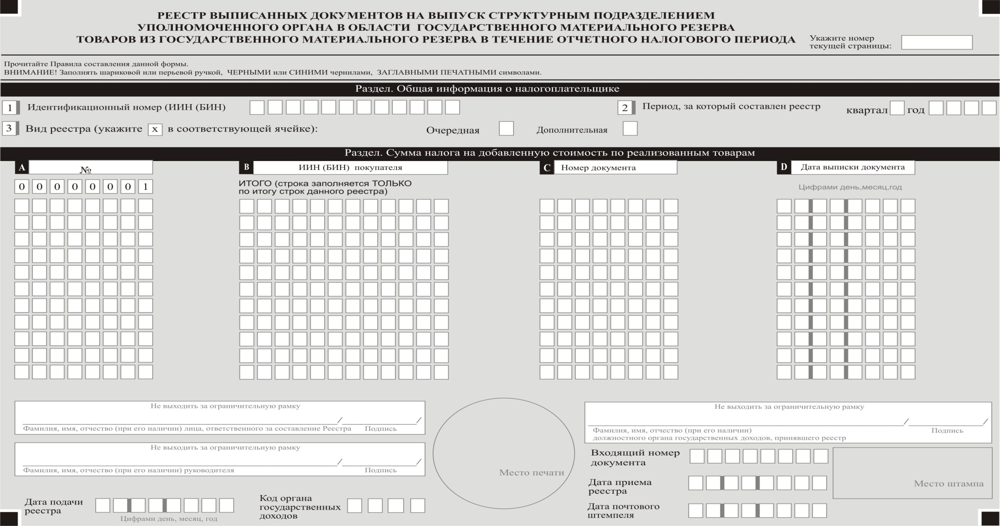 РЕЕСТР ВЫПИСАННЫХ ДОКУМЕНТОВ НА ВЫПУСК СТРУКТУРНЫМ ПОДРАЗДЕЛЕНИЕМ
УПОЛНОМОЧЕННОГО ОРГАНА В ОБЛАСТИ ГОСУДАРСТВЕННОГО МАТЕРИАЛЬНОГО РЕЗЕРВА
ТОВАРОВ ИЗ ГОСУДАРСТВЕННОГО МАТЕРИАЛЬНОГО РЕЗЕРВА В ТЕЧЕНИЕ ОТЧЕТНОГО НАЛОГОВОГО ПЕРИОДА
Укажите номер
текущей страницы:
Прочитайте Правила составления данной формы.
ВНИМАНИЕ! Заполнять шариковой или перьевой ручкой, ЧЕРНЫМИ или СИНИМИ чернилами, ЗАГЛАВНЫМИ ПЕЧАТНЫМИ символами.
Раздел. Общая информация о налогоплательщике
1 Идентификационный номер (ИИН (БИН)
2 Период, за который составлен реестр квартал год
3 Вид реестра (укажите x в соответствующей ячейке): Очередная Дополнительная
Раздел. Сумма налога на добавленную стоимость по реализованным товарам
A №
B ИИН (БИН) покупателя
C Номер документа
D Дата выписки документа
0 0 0 0 0 0 0 1
ИТОГО (строка заполняется ТОЛЬКО
по итогу строк данного реестра)
Цифрами день,месяц,год
Не выходить за ограничительную рамку
Фамилия, имя, отчество (при его наличии) лица, ответственного за составление Реестра Подпись
Не выходить за ограничительную рамку
Фамилия, имя, отчество (при его наличии) руководителя Подпись
Дата подачи
реестра
Цифрами день, месяц, год
Код органа
государственных
доходов
Место печати
Не выходить за ограничительную рамку
Фамилия, имя, отчество (при его наличии) Подпись
должностного органа государственных доходов, принявшего реестр
Входящий номер
документа
Дата приема
реестра
Дата почтового
штемпеля
Место штампа